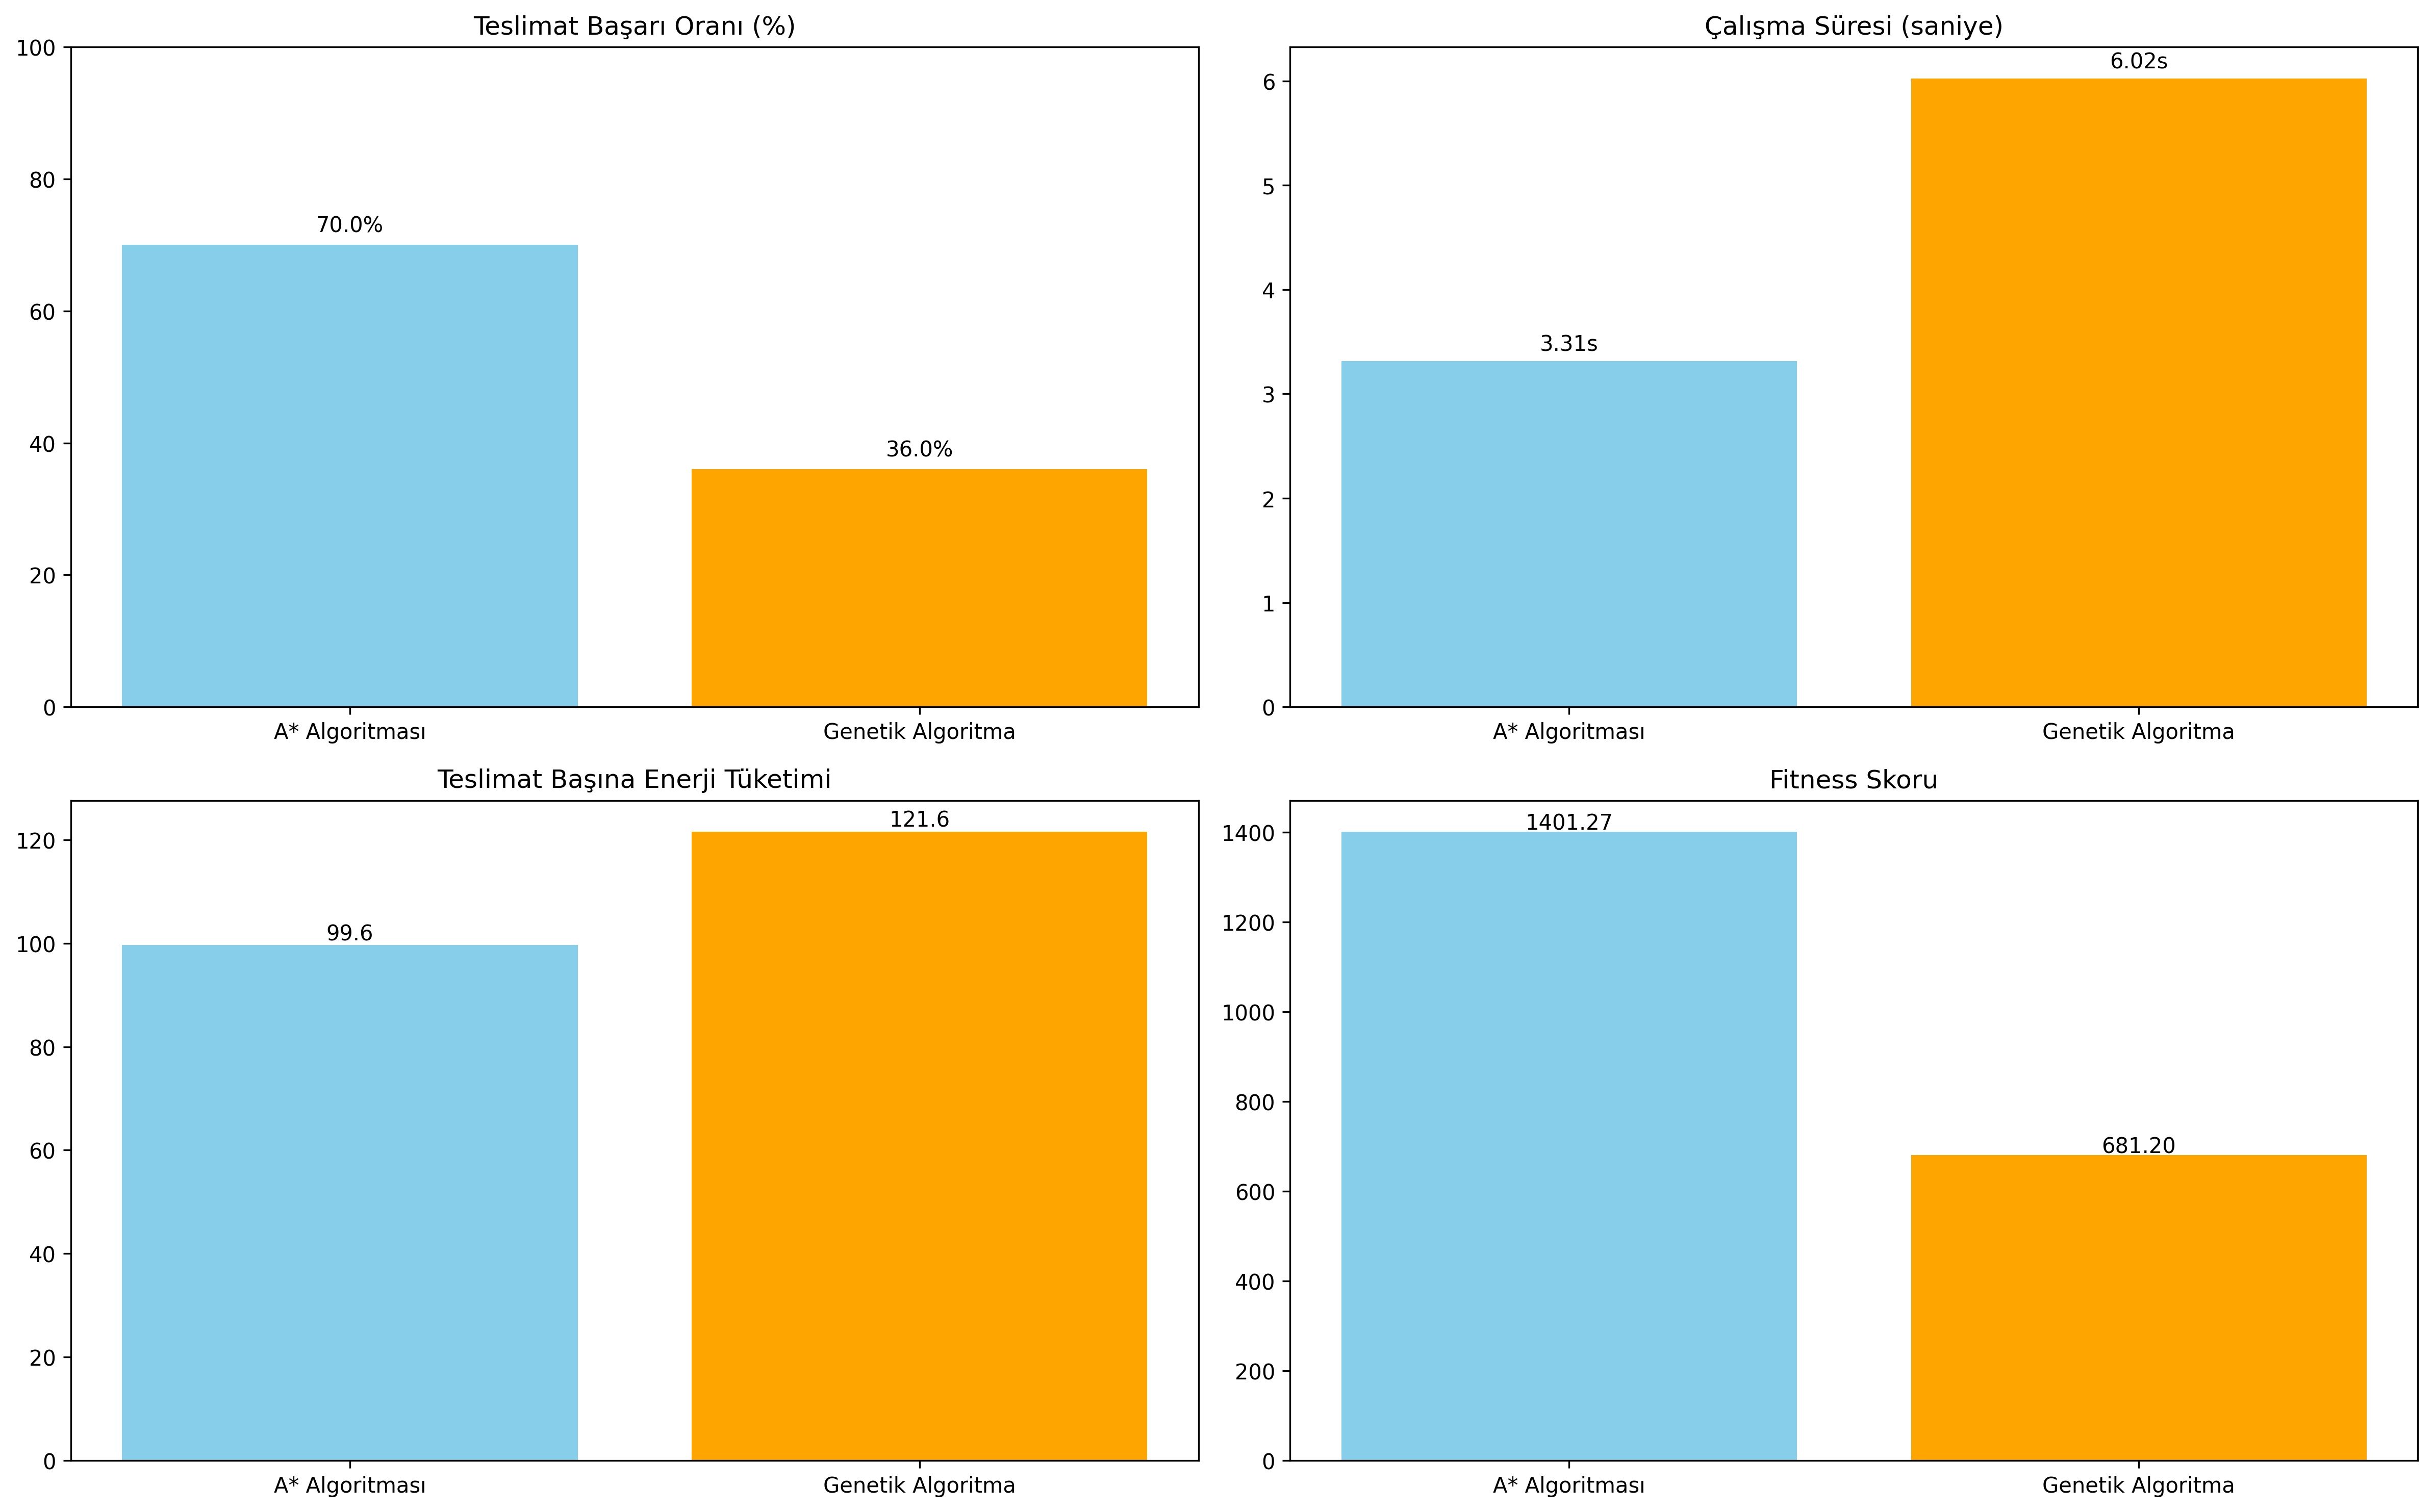 Teslimat Başarı Oranı (%)
100
80
60
40
20
0
70.0%
36.0%
A* Algoritması
Genetik Algoritma
Çalışma Süresi (saniye)
6
5
4
3
2
1
0
3.31s
6.02s
A* Algoritması
Genetik Algoritma
Teslimat Başına Enerji Tüketimi
120
100
80
60
40
20
0
99.6
121.6
A* Algoritması
Genetik Algoritma
Fitness Skoru
1400
1200
1000
800
600
400
200
0
1401.27
681.20
A* Algoritması
Genetik Algoritma